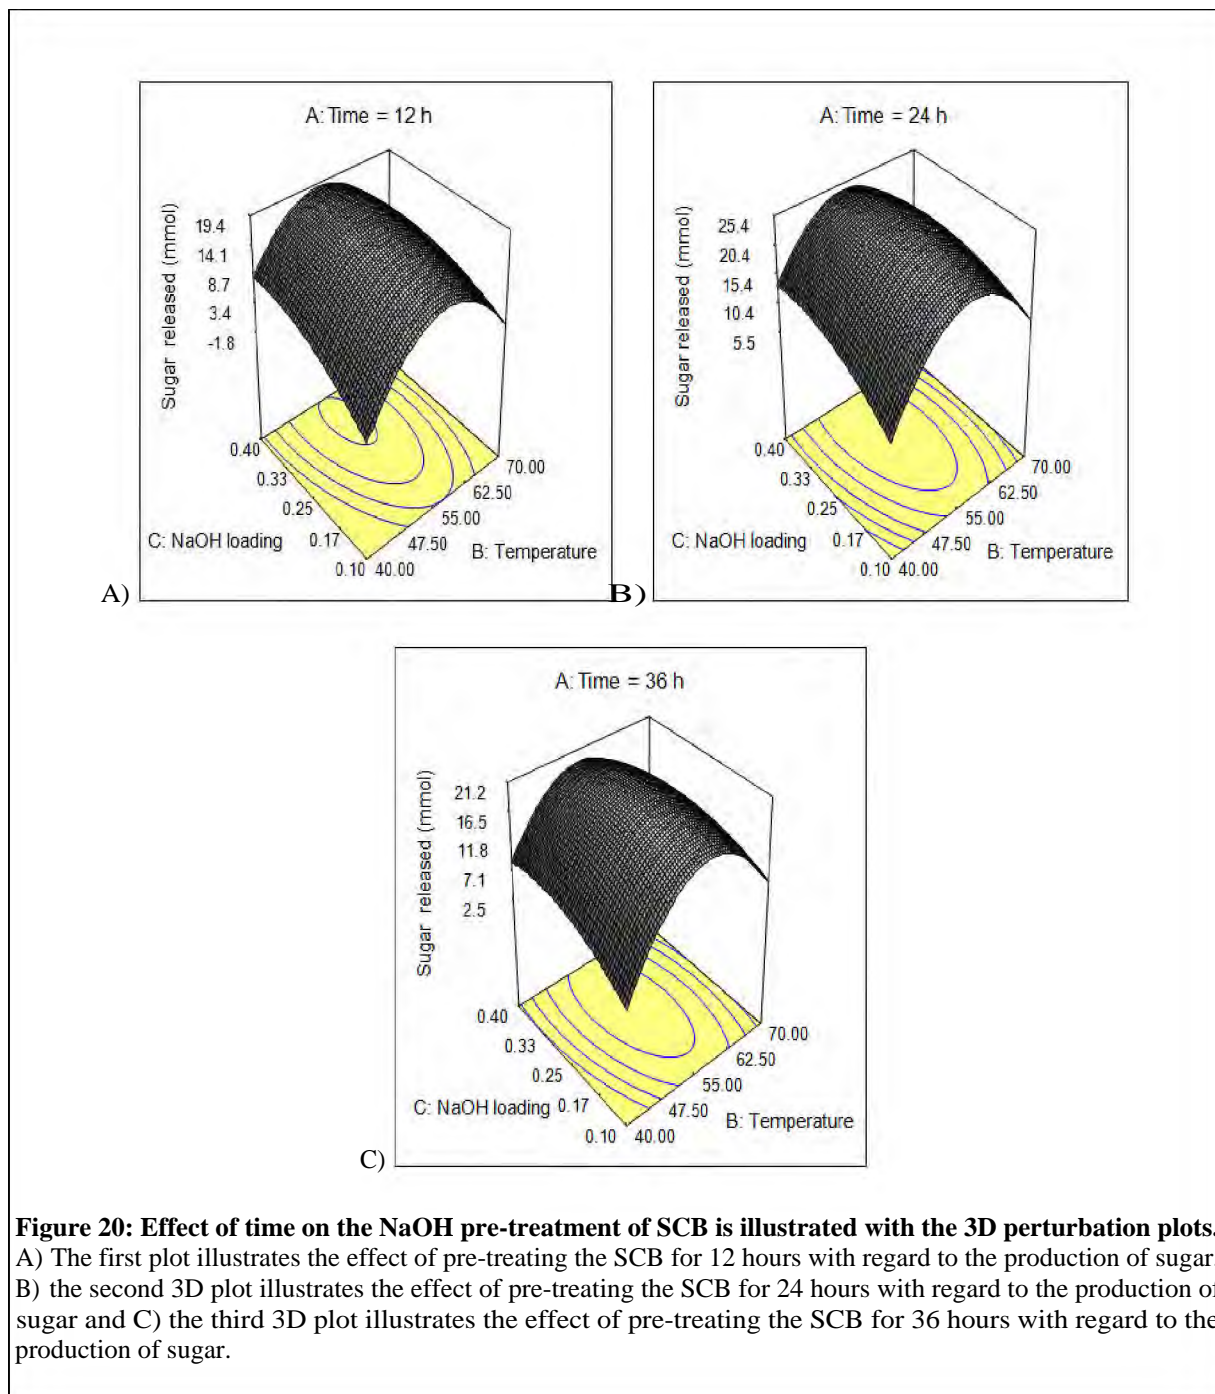 A: Time = 12 h
Sugar released (mmol)
19.4
14.1
8.7
3.4
-1.8
0.40
0.33
0.25
0.17
0.10
C: NaOH loading
40.00
47.50
55.00
62.50
70.00
B: Temperature
A)
A: Time = 24 h
Sugar released (mmol)
25.4
20.4
15.4
10.4
5.5
0.40
0.33
0.25
0.17
0.10
C: NaOH loading
40.00
47.50
55.00
62.50
70.00
B: Temperature
B)
A: Time = 36 h
Sugar released (mmol)
21.2
16.5
11.8
7.1
2.5
0.40
0.33
0.25
0.17
0.10
C: NaOH loading
40.00
47.50
55.00
62.50
70.00
B: Temperature
C)
Figure 20: Effect of time on the NaOH pre-treatment of SCB is illustrated with the 3D perturbation plots.
A) The first plot illustrates the effect of pre-treating the SCB for 12 hours with regard to the production of sugar.
B) the second 3D plot illustrates the effect of pre-treating the SCB for 24 hours with regard to the production of
sugar and C) the third 3D plot illustrates the effect of pre-treating the SCB for 36 hours with regard to the
production of sugar.